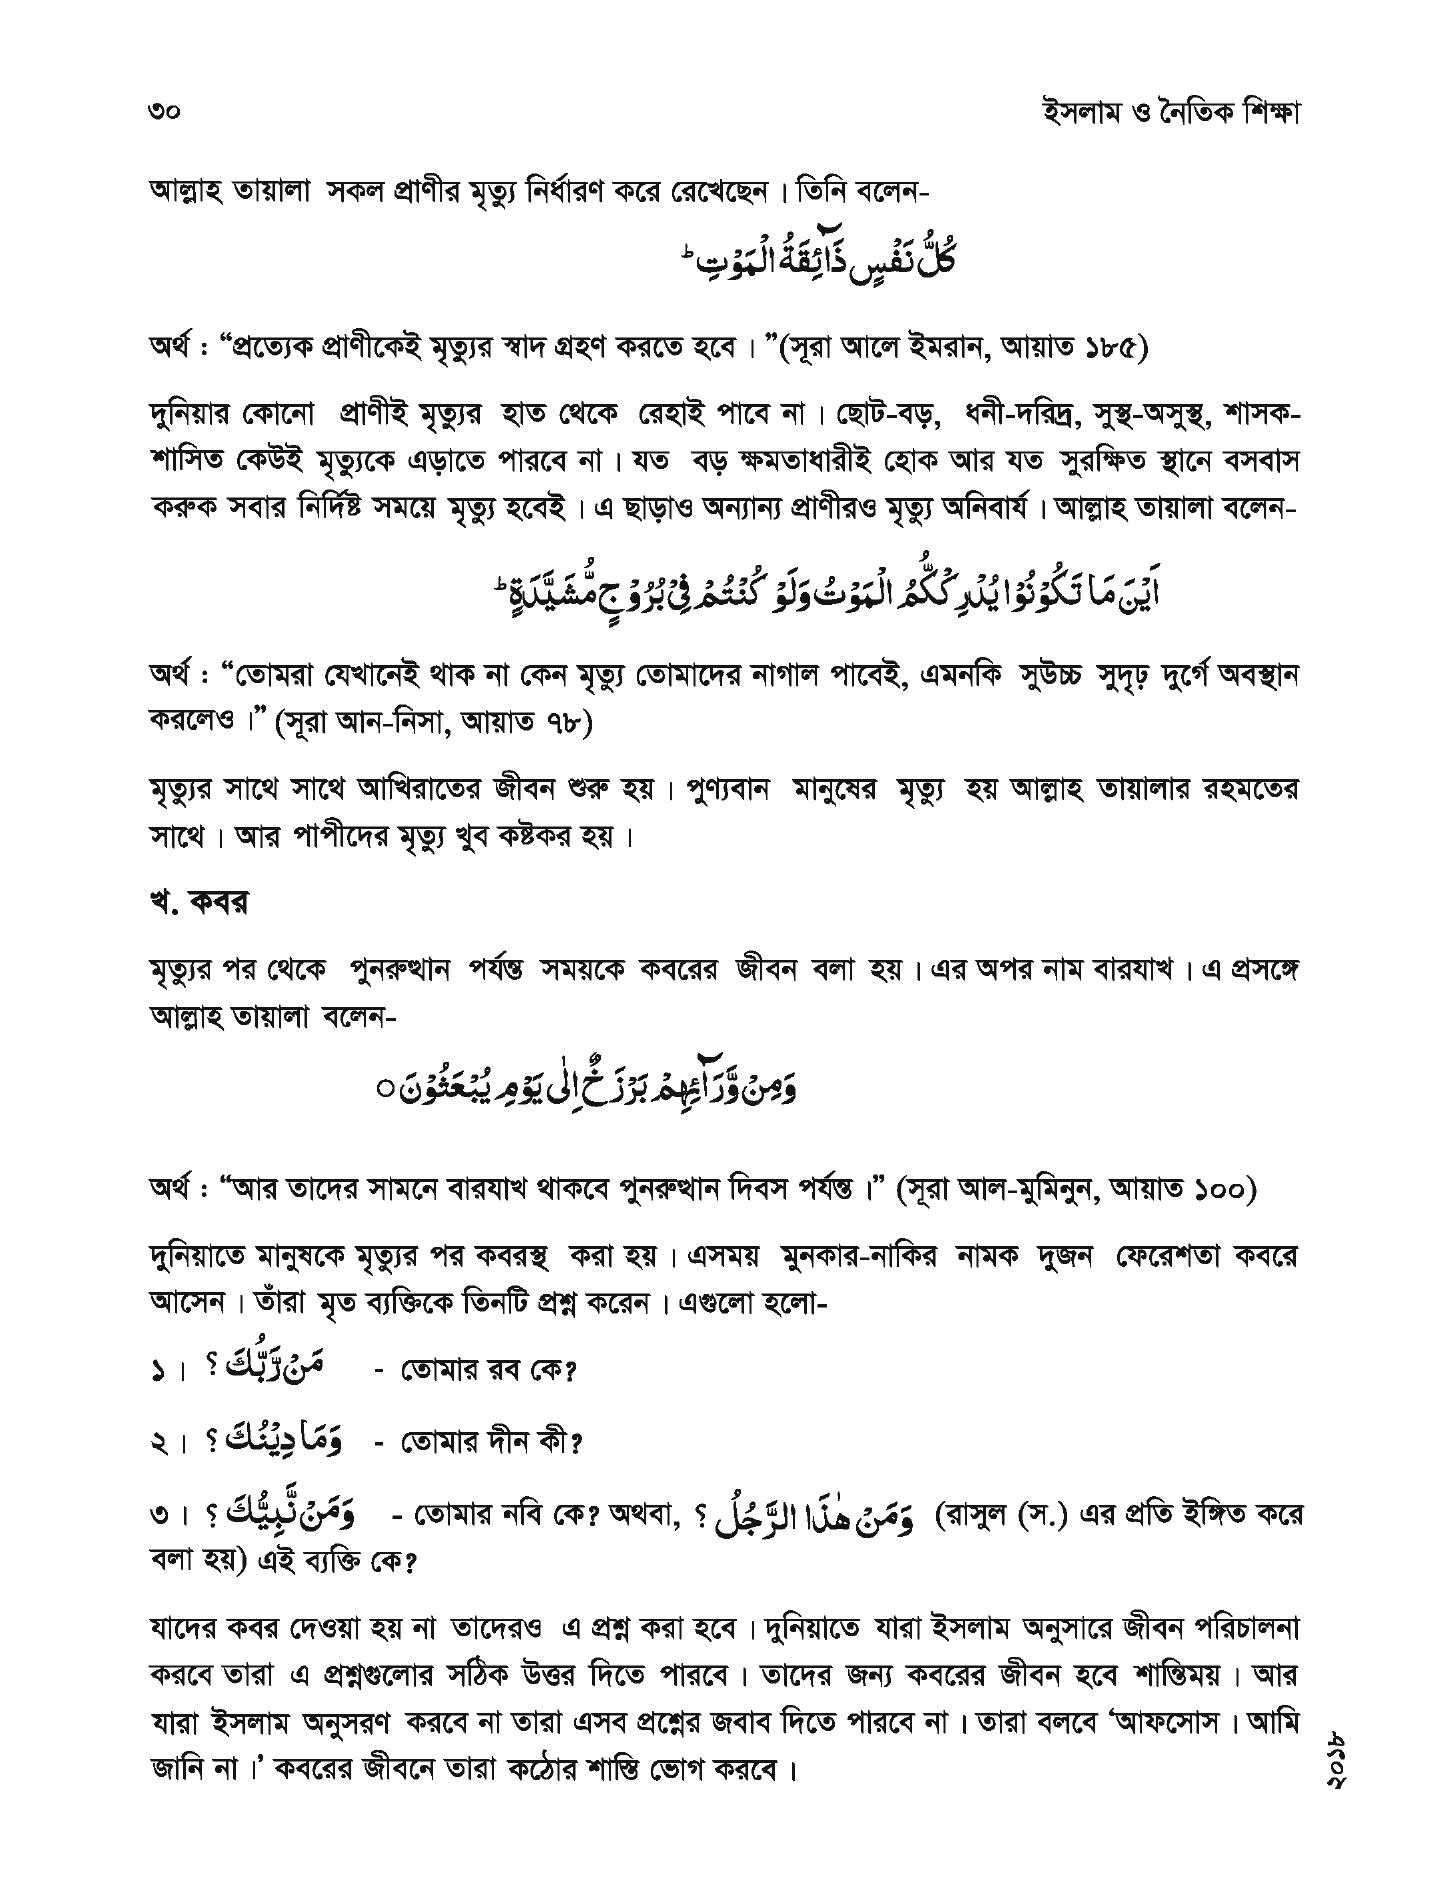 ৩০
ইসলাম ও নৈতিক শিক্ষা
আল্লাহ তায়ালা সকল প্রাণীর মৃত্যু নির্ধারণ করে রেখেছেন। তিনি বলেন-
كُلُّ نَفْسٍ ذَآئِقَةُ الْمَوْتِ ؕ
অর্থ : “প্রত্যেক প্রাণীকেই মৃত্যুর স্বাদ গ্রহণ করতে হবে। ”(সূরা আলে ইমরান, আয়াত ১৮৫)
দুনিয়ার কোনো প্রাণীই মৃত্যুর হাত থেকে রেহাই পাবে না। ছোট-বড়, ধনী-দরিদ্র, সুস্থ-অসুস্থ, শাসক-
শাসিত কেউই মৃত্যুকে এড়াতে পারবে না। যত বড় ক্ষমতাধারীই হোক আর যত সুরক্ষিত স্থানে বসবাস
করুক সবার নির্দিষ্ট সময়ে মৃত্যু হবেই। এ ছাড়াও অন্যান্য প্রাণীরও মৃত্যু অনিবার্য। আল্লাহ তায়ালা বলেন-
اَيْنَ مَا تَكُوْنُوْا يُدْرِكْكُّمُ الْمَوْتُ وَلَوْ كُنْتُمْ فِىْ بُرُوْجٍ مُّشَيَّدَةٍ ؕ
অর্থ : “তোমরা যেখানেই থাক না কেন মৃত্যু তোমাদের নাগাল পাবেই, এমনকি সুউচ্চ সুদৃঢ় দুর্গে অবস্থান
করলেও।” (সূরা আন-নিসা, আয়াত ৭৮)
মৃত্যুর সাথে সাথে আখিরাতের জীবন শুরু হয়। পুণ্যবান মানুষের মৃত্যু হয় আল্লাহ তায়ালার রহমতের
সাথে। আর পাপীদের মৃত্যু খুব কষ্টকর হয়।
খ. কবর
মৃত্যুর পর থেকে পুনরুত্থান পর্যন্ত সময়কে কবরের জীবন বলা হয়। এর অপর নাম বারযাখ। এ প্রসঙ্গে
আল্লাহ তায়ালা বলেন-
وَمِنْ وَّرَآئِهِمْ بَرْزَخٌ اِلٰى يَوْمِ يُبْعَثُوْنَ ○
অর্থ : “আর তাদের সামনে বারযাখ থাকবে পুনরুত্থান দিবস পর্যন্ত।” (সূরা আল-মুমিনুন, আয়াত ১০০)
দুনিয়াতে মানুষকে মৃত্যুর পর কবরস্থ করা হয়। এসময় মুনকার-নাকির নামক দুজন ফেরেশতা কবরে
আসেন। তাঁরা মৃত ব্যক্তিকে তিনটি প্রশ্ন করেন। এগুলো হলো-
১। مَنْ رَّبُّكَ ؟ - তোমার রব কে?
২। وَمَا دِيْنُكَ ؟ - তোমার দীন কী?
৩। وَمَنْ نَّبِيُّكَ ؟ - তোমার নবি কে? অথবা, وَمَنْ هٰذَا الرَّجُلُ ؟ (রাসুল (স.) এর প্রতি ইঙ্গিত করে
বলা হয়) এই ব্যক্তি কে?
যাদের কবর দেওয়া হয় না তাদেরও এ প্রশ্ন করা হবে। দুনিয়াতে যারা ইসলাম অনুসারে জীবন পরিচালনা
করবে তারা এ প্রশ্নগুলোর সঠিক উত্তর দিতে পারবে। তাদের জন্য কবরের জীবন হবে শান্তিময়। আর
যারা ইসলাম অনুসরণ করবে না তারা এসব প্রশ্নের জবাব দিতে পারবে না। তারা বলবে ‘আফসোস। আমি
জানি না।’ কবরের জীবনে তারা কঠোর শাস্তি ভোগ করবে।
২০১৮